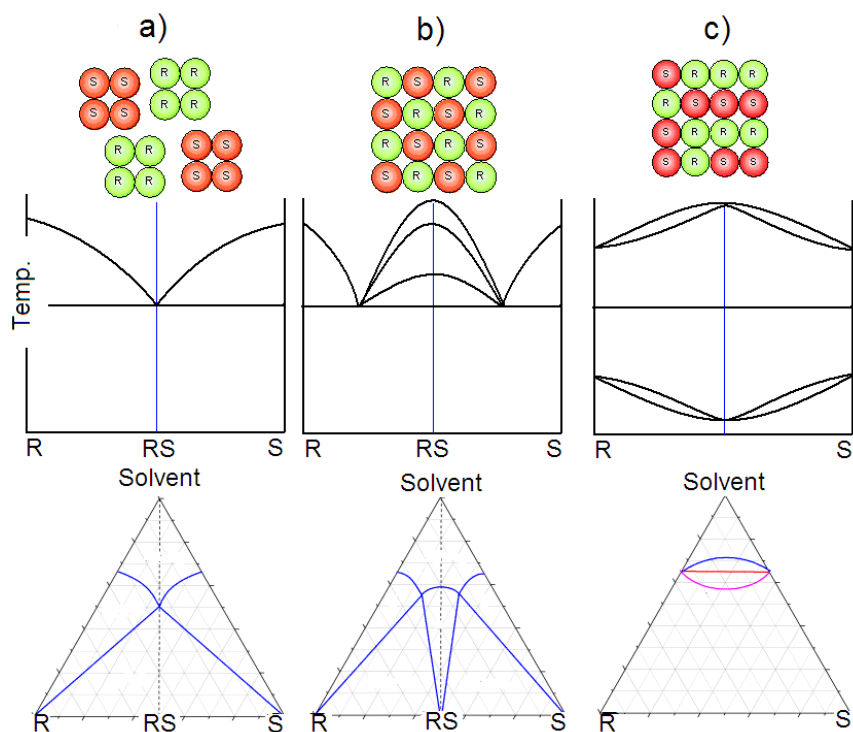 a) b) c)
S S R R
S S R R
R R S S
R R S S
R S R S
S R S R
R S R S
S R S R
S R R R
R S S S
S R R R
S R S S
Temp.
R RS S
R RS S
R S
Solvent Solvent Solvent
R RS S
R RS S
R S